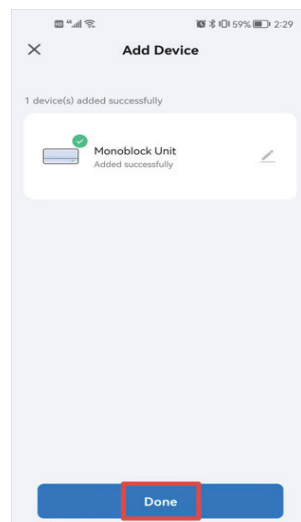 59% 2:29
Add Device
1 device(s) added successfully
Monoblock Unit
Added successfully
Done